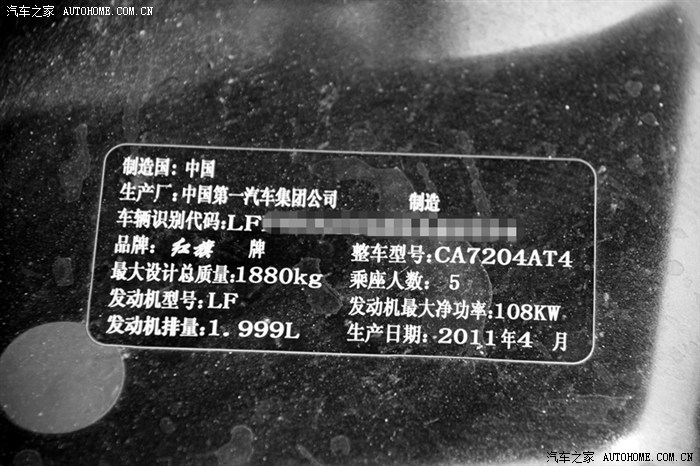 汽车之家 AUTOHOME.COM.CN
制造国: 中国
生产厂: 中国第一汽车集团公司 制造
车辆识别代码:LF
品牌: 红旗 牌 整车型号:CA7204AT4
最大设计总质量:1880kg 乘座人数: 5
发动机型号:LF 发动机最大净功率:108KW
发动机排量:1.999L 生产日期: 2011年4 月
汽车之家 AUTOHOME.COM.CN